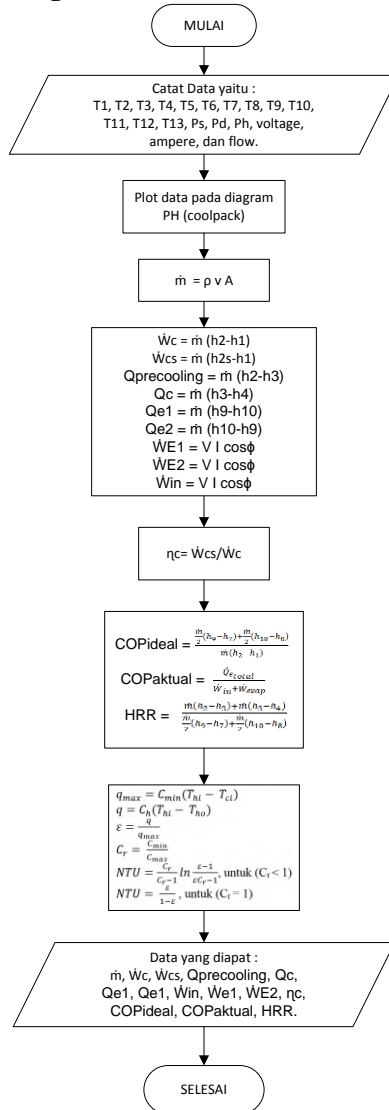 MULAI
Catat Data yaitu :
T1, T2, T3, T4, T5, T6, T7, T8, T9, T10,
T11, T12, T13, Ps, Pd, Ph, voltage,
ampere, dan flow.
Plot data pada diagram
PH (coolpack)
ṁ = ρ v A
Ẇc = ṁ (h2-h1)
Ẇcs = ṁ (h2s-h1)
Qprecooling = ṁ (h2-h3)
Qc = ṁ (h3-h4)
Qe1 = ṁ (h9-h10)
Qe2 = ṁ (h10-h9)
ẆE1 = V I cosϕ
ẆE2 = V I cosϕ
Ẇin = V I cosϕ
ηc= Ẇcs/Ẇc
COPideal = (ṁ/2 (h₉−h₇)+ṁ/2 (h₁₀−h₈))/(ṁ(h₂ h₁))
COPaktual = Q̇e_total/(Ẇin+Ẇevap)
HRR = (ṁ(h₂−h₃)+ṁ(h₃−h₄))/(ṁ/2 (h₉−h₇)+ṁ/2 (h₁₀−h₈))
qmax = Cmin(Thi − Tci)
q = Ch(Thi − Tho)
ε = q/qmax
Cr = Cmin/Cmax
NTU = Cr/(Cr−1) ln (ε−1)/(εCr−1), untuk (Cr < 1)
NTU = ε/(1−ε), untuk (Cr = 1)
Data yang diapat :
ṁ, Ẇc, Ẇcs, Qprecooling, Qc,
Qe1, Qe1, Ẇin, Ẇe1, ẆE2, ηc,
COPideal, COPaktual, HRR.
SELESAI